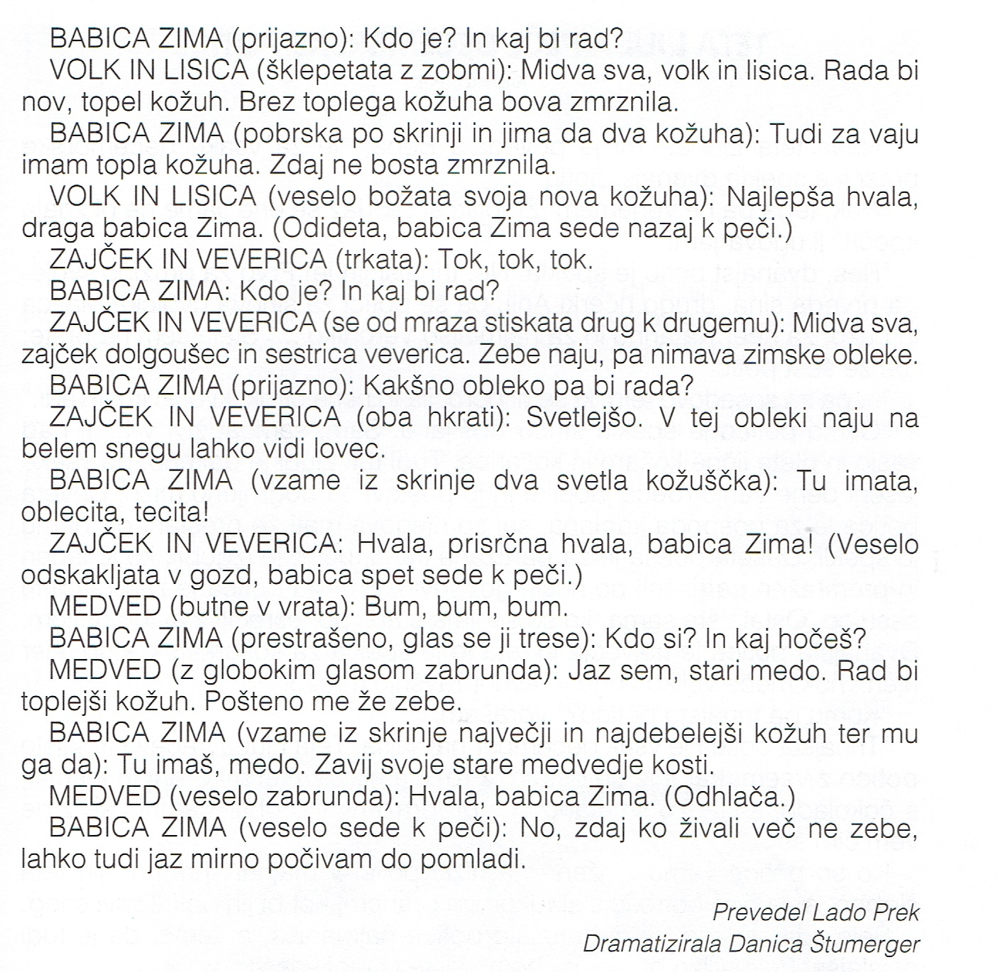 BABICA ZIMA (prijazno): Kdo je? In kaj bi rad?
VOLK IN LISICA (šklepetata z zobmi): Midva sva, volk in lisica. Rada bi
nov, topel kožuh. Brez toplega kožuha bova zmrznila.
BABICA ZIMA (pobrska po skrinji in jima da dva kožuha): Tudi za vaju
imam topla kožuha. Zdaj ne bosta zmrznila.
VOLK IN LISICA (veselo božata svoja nova kožuha): Najlepša hvala,
draga babica Zima. (Odideta, babica Zima sede nazaj k peči.)
ZAJČEK IN VEVERICA (trkata): Tok, tok, tok.
BABICA ZIMA: Kdo je? In kaj bi rad?
ZAJČEK IN VEVERICA (se od mraza stiskata drug k drugemu): Midva sva,
zajček dolgoušec in sestrica veverica. Zebe naju, pa nimava zimske obleke.
BABICA ZIMA (prijazno): Kakšno obleko pa bi rada?
ZAJČEK IN VEVERICA (oba hkrati): Svetlejšo. V tej obleki naju na
belem snegu lahko vidi lovec.
BABICA ZIMA (vzame iz skrinje dva svetla kožuščka): Tu imata,
oblecita, tecita!
ZAJČEK IN VEVERICA: Hvala, prisrčna hvala, babica Zima! (Veselo
odskakljata v gozd, babica spet sede k peči.)
MEDVED (butne v vrata): Bum, bum, bum.
BABICA ZIMA (prestrašeno, glas se ji trese): Kdo si? In kaj hočeš?
MEDVED (z globokim glasom zabrunda): Jaz sem, stari medo. Rad bi
toplejši kožuh. Pošteno me že zebe.
BABICA ZIMA (vzame iz skrinje največji in najdebelejši kožuh ter mu
ga da): Tu imaš, medo. Zavij svoje stare medvedje kosti.
MEDVED (veselo zabrunda): Hvala, babica Zima. (Odhlača.)
BABICA ZIMA (veselo sede k peči): No, zdaj ko živali več ne zebe,
lahko tudi jaz mirno počivam do pomladi.
Prevedel Lado Prek
Dramatizirala Danica Štumerger